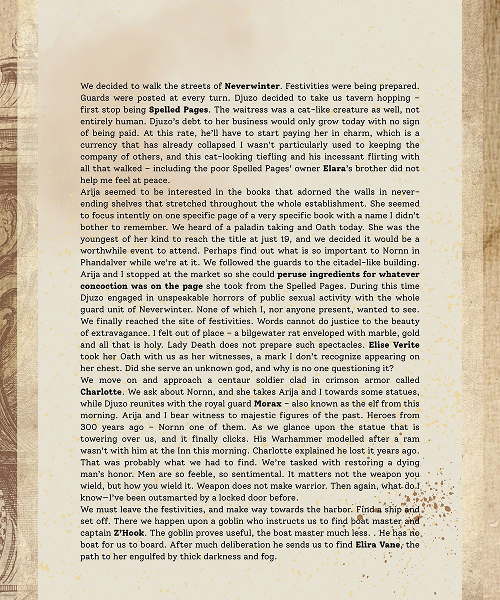 We decided to walk the streets of Neverwinter. Festivities were being prepared.
Guards were posted at every turn. Djuzo decided to take us tavern hopping –
first stop being Spelled Pages. The waitress was a cat-like creature as well, not
entirely human. Djuzo's debt to her business would only grow today with no sign
of being paid. At this rate, he'll have to start paying her in charm, which is a
currency that has already collapsed I wasn't particularly used to keeping the
company of others, and this cat-looking tiefling and his incessant flirting with
all that walked – including the poor Spelled Pages' owner Elara's brother did not
help me feel at peace.
Arija seemed to be interested in the books that adorned the walls in never-
ending shelves that stretched throughout the whole establishment. She seemed
to focus intently on one specific page of a very specific book with a name I didn't
bother to remember. We heard of a paladin taking and Oath today. She was the
youngest of her kind to reach the title at just 19, and we decided it would be a
worthwhile event to attend. Perhaps find out what is so important to Nornn in
Phandalver while we're at it. We followed the guards to the citadel-like building.
Arija and I stopped at the market so she could peruse ingredients for whatever
concoction was on the page she took from the Spelled Pages. During this time
Djuzo engaged in unspeakable horrors of public sexual activity with the whole
guard unit of Neverwinter. None of which I, nor anyone present, wanted to see.
We finally reached the site of festivities. Words cannot do justice to the beauty
of extravagance. I felt out of place – a bilgewater rat enveloped with marble, gold
and all that is holy. Lady Death does not prepare such spectacles. Elise Verite
took her Oath with us as her witnesses, a mark I don't recognize appearing on
her chest. Did she serve an unknown god, and why is no one questioning it?
We move on and approach a centaur soldier clad in crimson armor called
Charlotte. We ask about Nornn, and she takes Arija and I towards some statues,
while Djuzo reunites with the royal guard Morax – also known as the elf from this
morning. Arija and I bear witness to majestic figures of the past. Heroes from
300 years ago – Nornn one of them. As we glance upon the statue that is
towering over us, and it finally clicks. His Warhammer modelled after a ram
wasn't with him at the Inn this morning. Charlotte explained he lost it years ago.
That was probably what we had to find. We're tasked with restoring a dying
man's honor. Men are so feeble, so sentimental. It matters not the weapon you
wield, but how you wield it. Weapon does not make warrior. Then again, what do I
know—I've been outsmarted by a locked door before.
We must leave the festivities, and make way towards the harbor. Find a ship and
set off. There we happen upon a goblin who instructs us to find boat master and
captain Z'Hook. The goblin proves useful, the boat master much less. . He has no
boat for us to board. After much deliberation he sends us to find Elira Vane, the
path to her engulfed by thick darkness and fog.